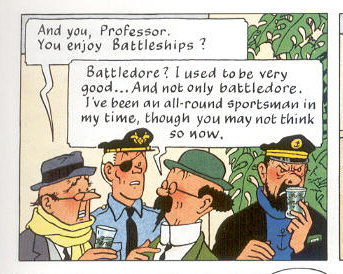 And you, Professor.
You enjoy Battleships ?
Battledore? I used to be very
good... And not only battledore.
I've been an all-round sportsman in
my time, though you may not think
so now.